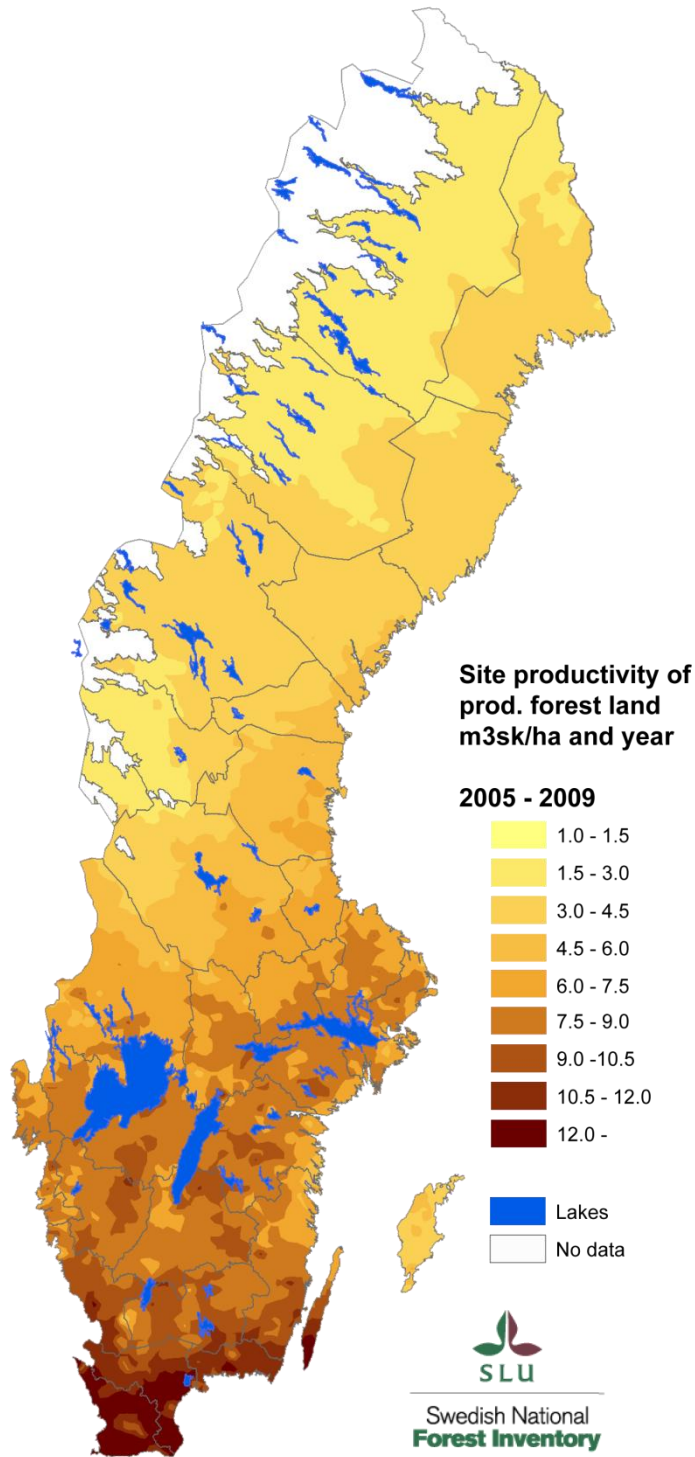 Site productivity of
prod. forest land
m3sk/ha and year
2005 - 2009
1.0 - 1.5
1.5 - 3.0
3.0 - 4.5
4.5 - 6.0
6.0 - 7.5
7.5 - 9.0
9.0 -10.5
10.5 - 12.0
12.0 -
Lakes
No data
SLU
Swedish National
Forest Inventory